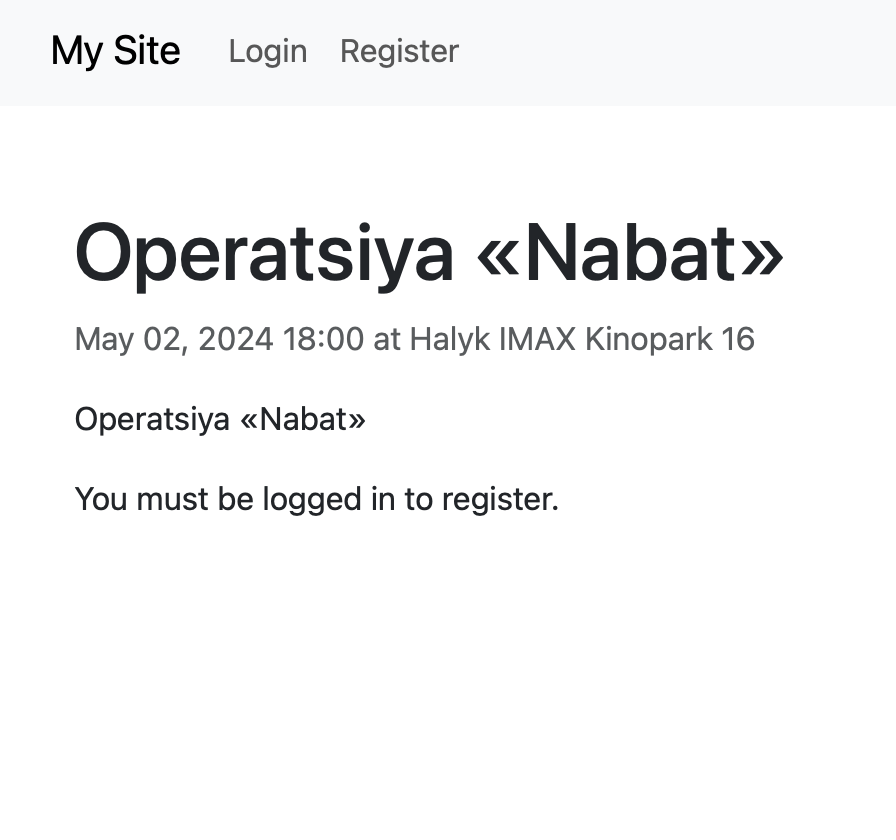 My Site Login Register
Operatsiya «Nabat»
May 02, 2024 18:00 at Halyk IMAX Kinopark 16
Operatsiya «Nabat»
You must be logged in to register.